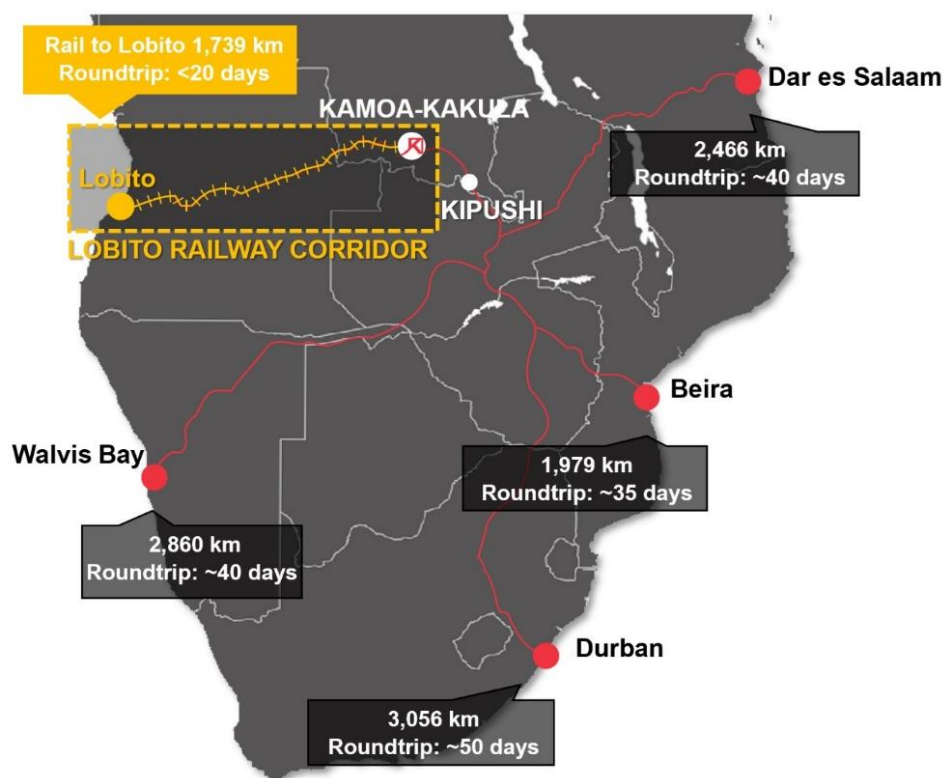 Rail to Lobito 1,739 km
Roundtrip: <20 days
Dar es Salaam
KAMOA-KAKULA
2,466 km
Roundtrip: ~40 days
Lobito
KIPUSHI
LOBITO RAILWAY CORRIDOR
Beira
Walvis Bay
1,979 km
Roundtrip: ~35 days
2,860 km
Roundtrip: ~40 days
Durban
3,056 km
Roundtrip: ~50 days